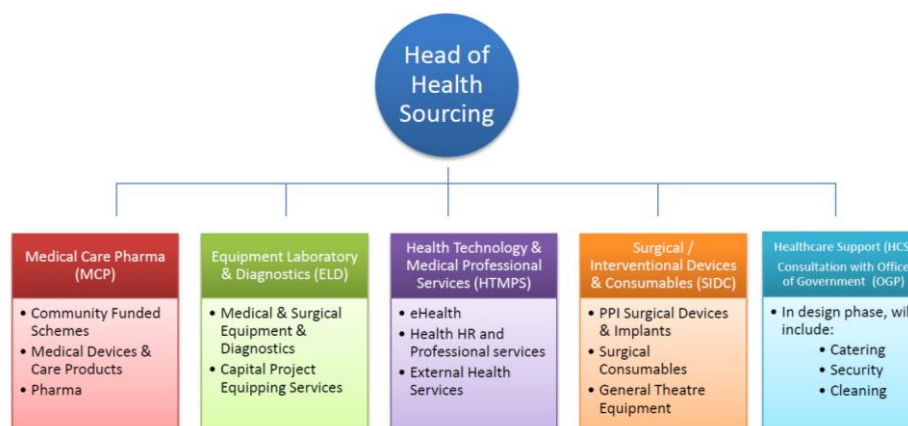 Head of
Health
Sourcing
Medical Care Pharma
(MCP)
• Community Funded
Schemes
• Medical Devices &
Care Products
• Pharma
Equipment Laboratory
& Diagnostics (ELD)
• Medical & Surgical
Equipment &
Diagnostics
• Capital Project
Equipping Services
Health Technology &
Medical Professional
Services (HTMPS)
• eHealth
• Health HR and
Professional services
• External Health
Services
Surgical /
Interventional Devices
& Consumables (SIDC)
• PPI Surgical Devices
& Implants
• Surgical
Consumables
• General Theatre
Equipment
Healthcare Support (HCS
Consultation with Office
of Government (OGP)
• In design phase, wil
include:
• Catering
• Security
• Cleaning